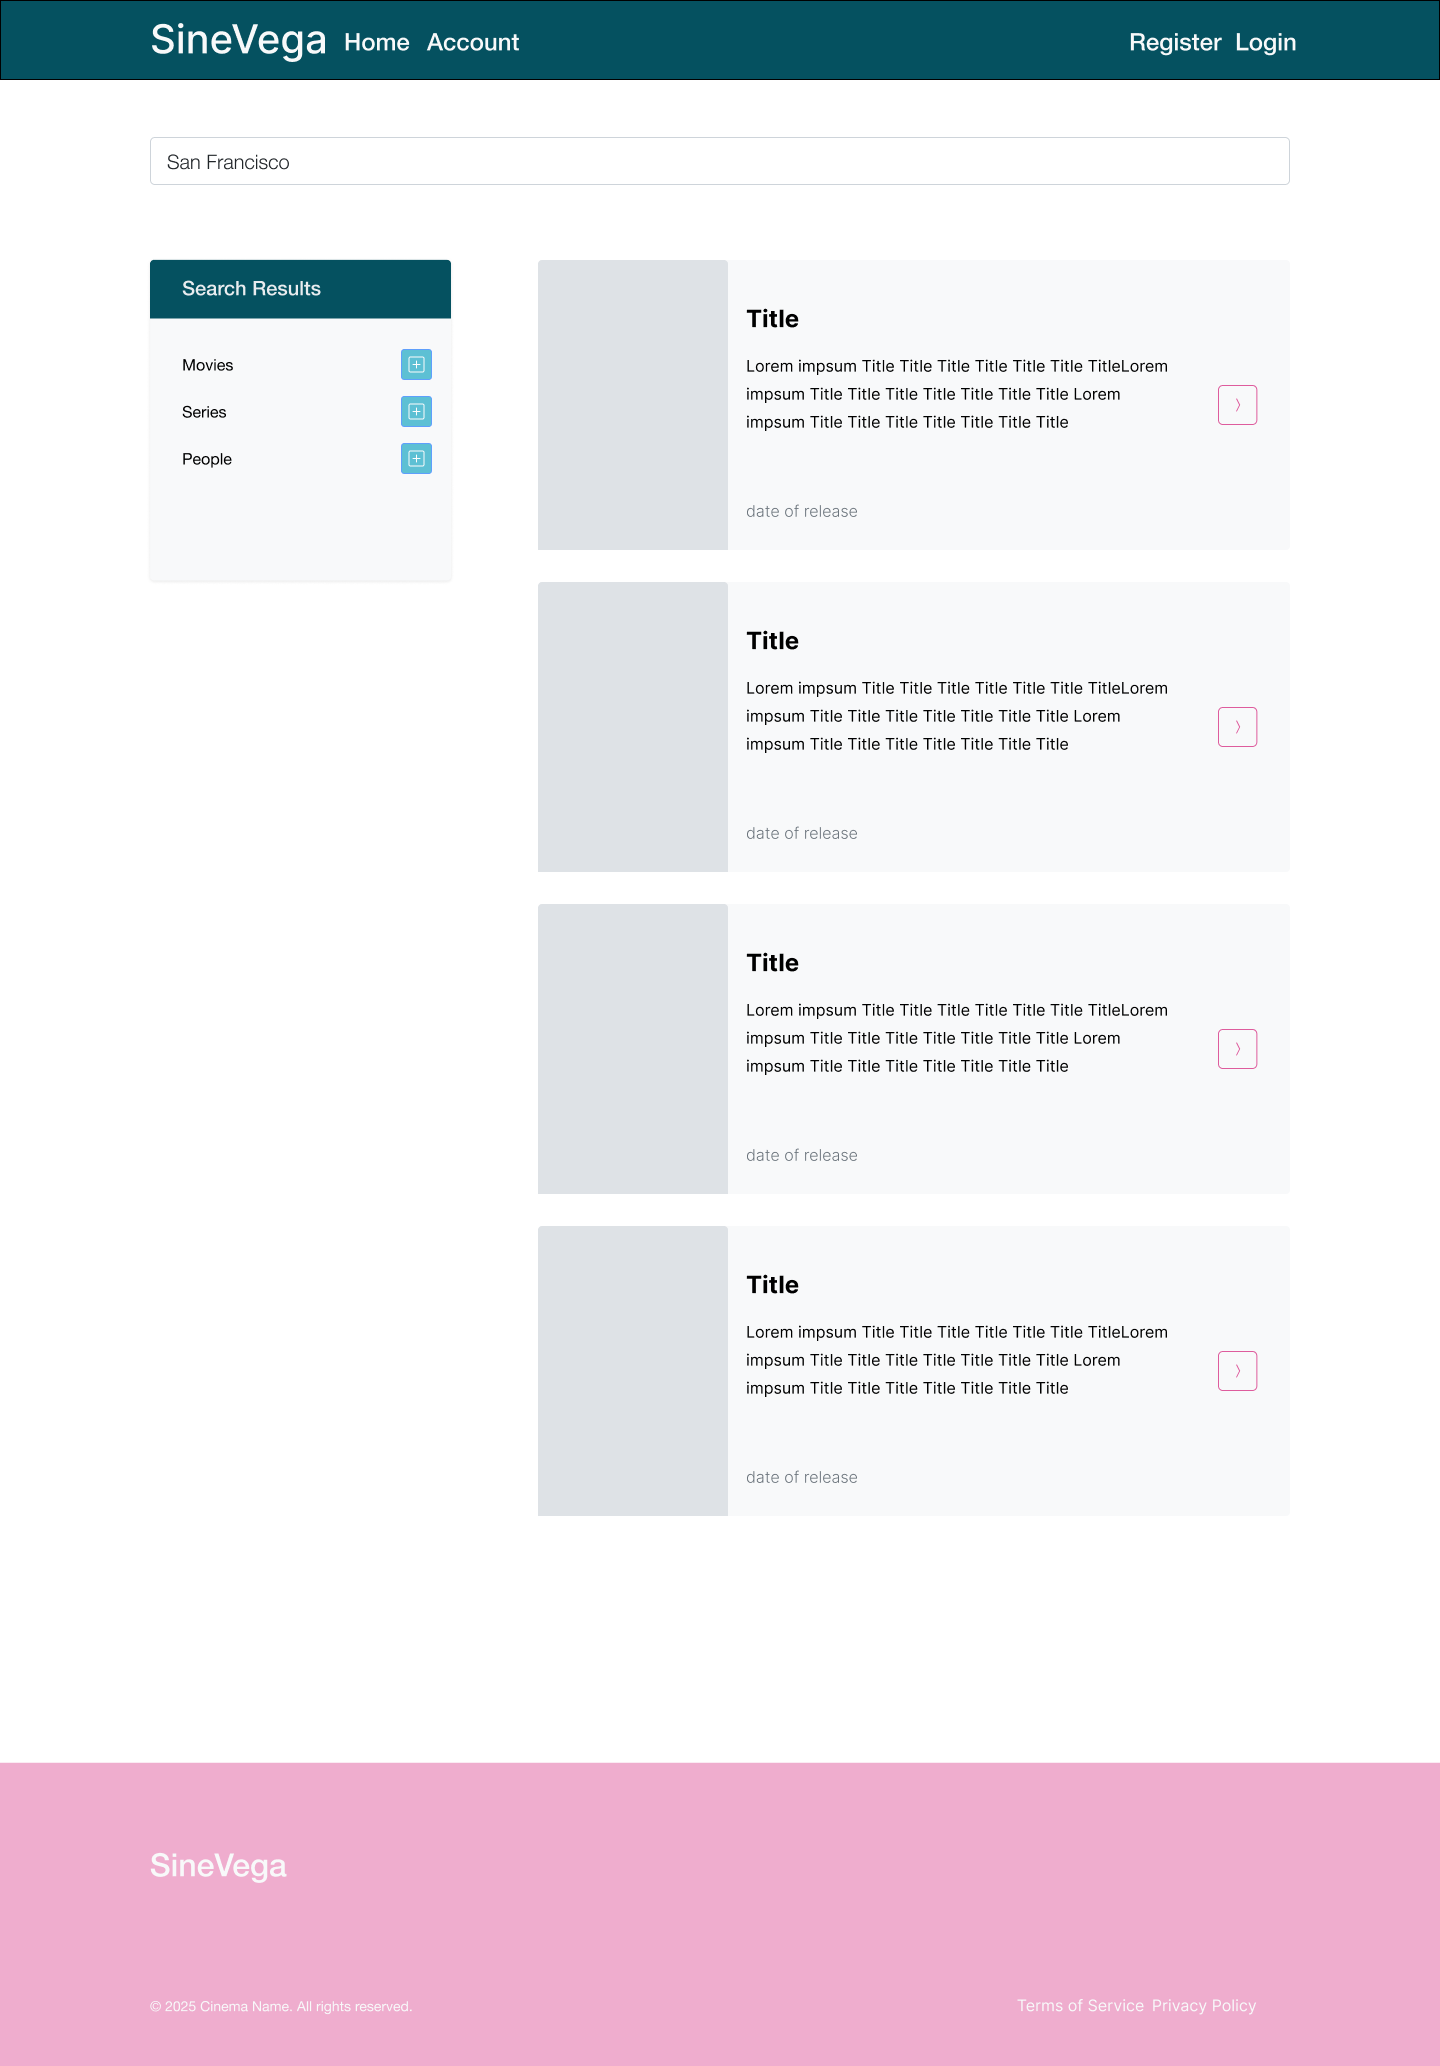 SineVega Home Account Register Login
San Francisco
Search Results
Movies
Series
People
Title
Lorem impsum Title Title Title Title Title Title TitleLorem
impsum Title Title Title Title Title Title Title Lorem
impsum Title Title Title Title Title Title Title
date of release
Title
Lorem impsum Title Title Title Title Title Title TitleLorem
impsum Title Title Title Title Title Title Title Lorem
impsum Title Title Title Title Title Title Title
date of release
Title
Lorem impsum Title Title Title Title Title Title TitleLorem
impsum Title Title Title Title Title Title Title Lorem
impsum Title Title Title Title Title Title Title
date of release
Title
Lorem impsum Title Title Title Title Title Title TitleLorem
impsum Title Title Title Title Title Title Title Lorem
impsum Title Title Title Title Title Title Title
date of release
SineVega
© 2025 Cinema Name. All rights reserved.
Terms of Service Privacy Policy